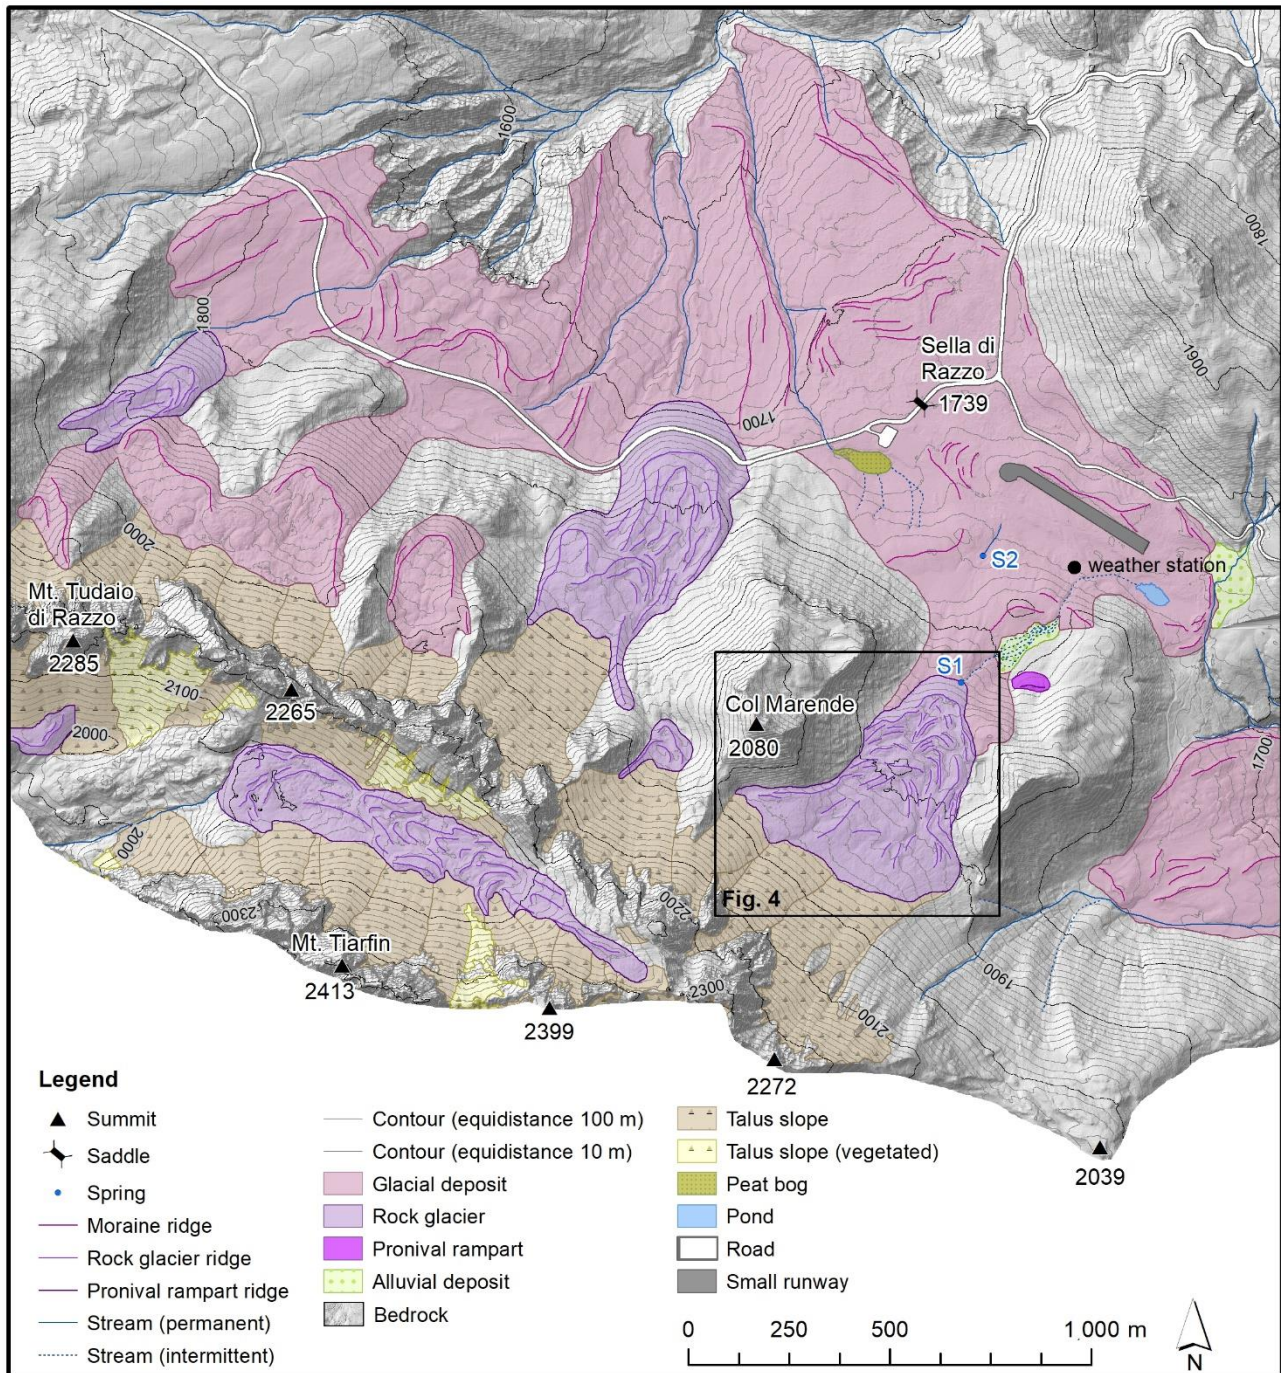 1600
1800
1800
1900
Sella di
Razzo
1739
1700
2000
S2
weather station
Mt. Tudaio
di Razzo
2285
2100
2000
2265
S1
Col Marende
2080
1700
2000
2300
2200
Fig. 4
Mt. Tiarfin
2413
2399
2300
2100
1900
2272
2039
Legend
Summit
Saddle
Spring
Moraine ridge
Rock glacier ridge
Pronival rampart ridge
Stream (permanent)
Stream (intermittent)
Contour (equidistance 100 m)
Contour (equidistance 10 m)
Glacial deposit
Rock glacier
Pronival rampart
Alluvial deposit
Bedrock
Talus slope
Talus slope (vegetated)
Peat bog
Pond
Road
Small runway
0 250 500 1 000 m
N